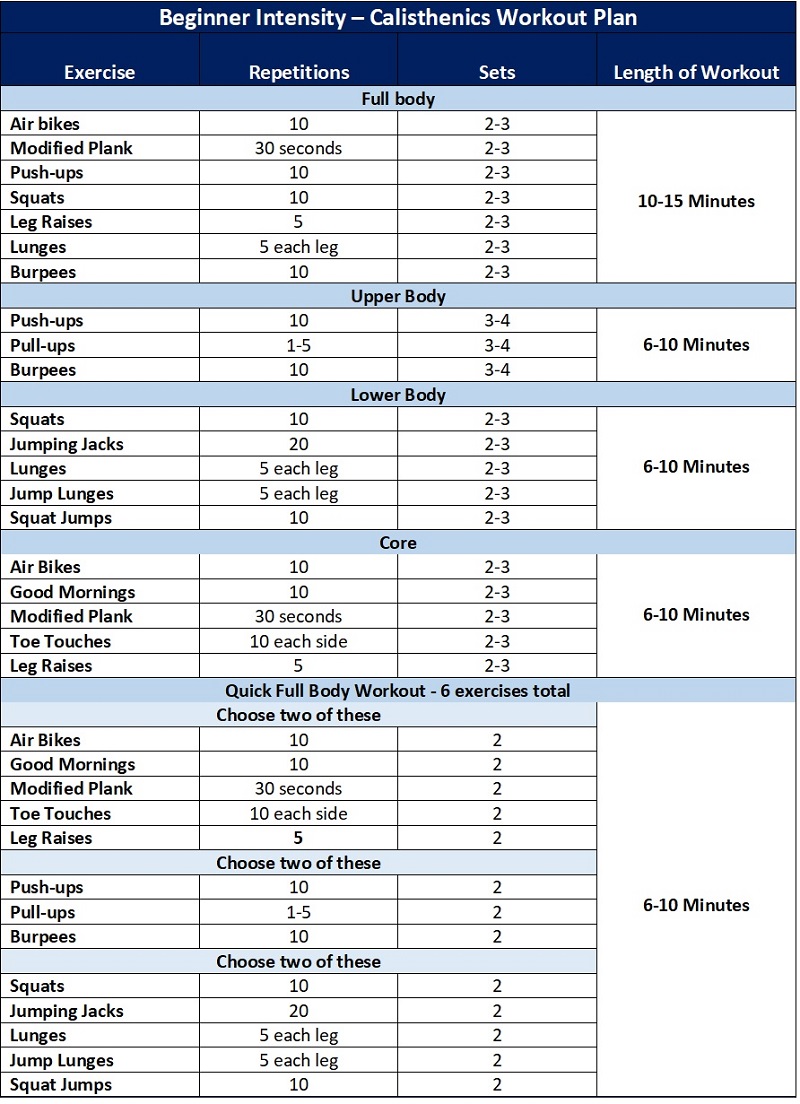 Beginner Intensity – Calisthenics Workout Plan
Exercise Repetitions Sets Length of Workout
Full body
Air bikes 10 2-3
Modified Plank 30 seconds 2-3
Push-ups 10 2-3
Squats 10 2-3
10-15 Minutes
Leg Raises 5 2-3
Lunges 5 each leg 2-3
Burpees 10 2-3
Upper Body
Push-ups 10 3-4
Pull-ups 1-5 3-4 6-10 Minutes
Burpees 10 3-4
Lower Body
Squats 10 2-3
Jumping Jacks 20 2-3
Lunges 5 each leg 2-3 6-10 Minutes
Jump Lunges 5 each leg 2-3
Squat Jumps 10 2-3
Core
Air Bikes 10 2-3
Good Mornings 10 2-3
Modified Plank 30 seconds 2-3 6-10 Minutes
Toe Touches 10 each side 2-3
Leg Raises 5 2-3
Quick Full Body Workout - 6 exercises total
Choose two of these
Air Bikes 10 2
Good Mornings 10 2
Modified Plank 30 seconds 2
Toe Touches 10 each side 2
Leg Raises 5 2
Choose two of these
Push-ups 10 2
Pull-ups 1-5 2 6-10 Minutes
Burpees 10 2
Choose two of these
Squats 10 2
Jumping Jacks 20 2
Lunges 5 each leg 2
Jump Lunges 5 each leg 2
Squat Jumps 10 2